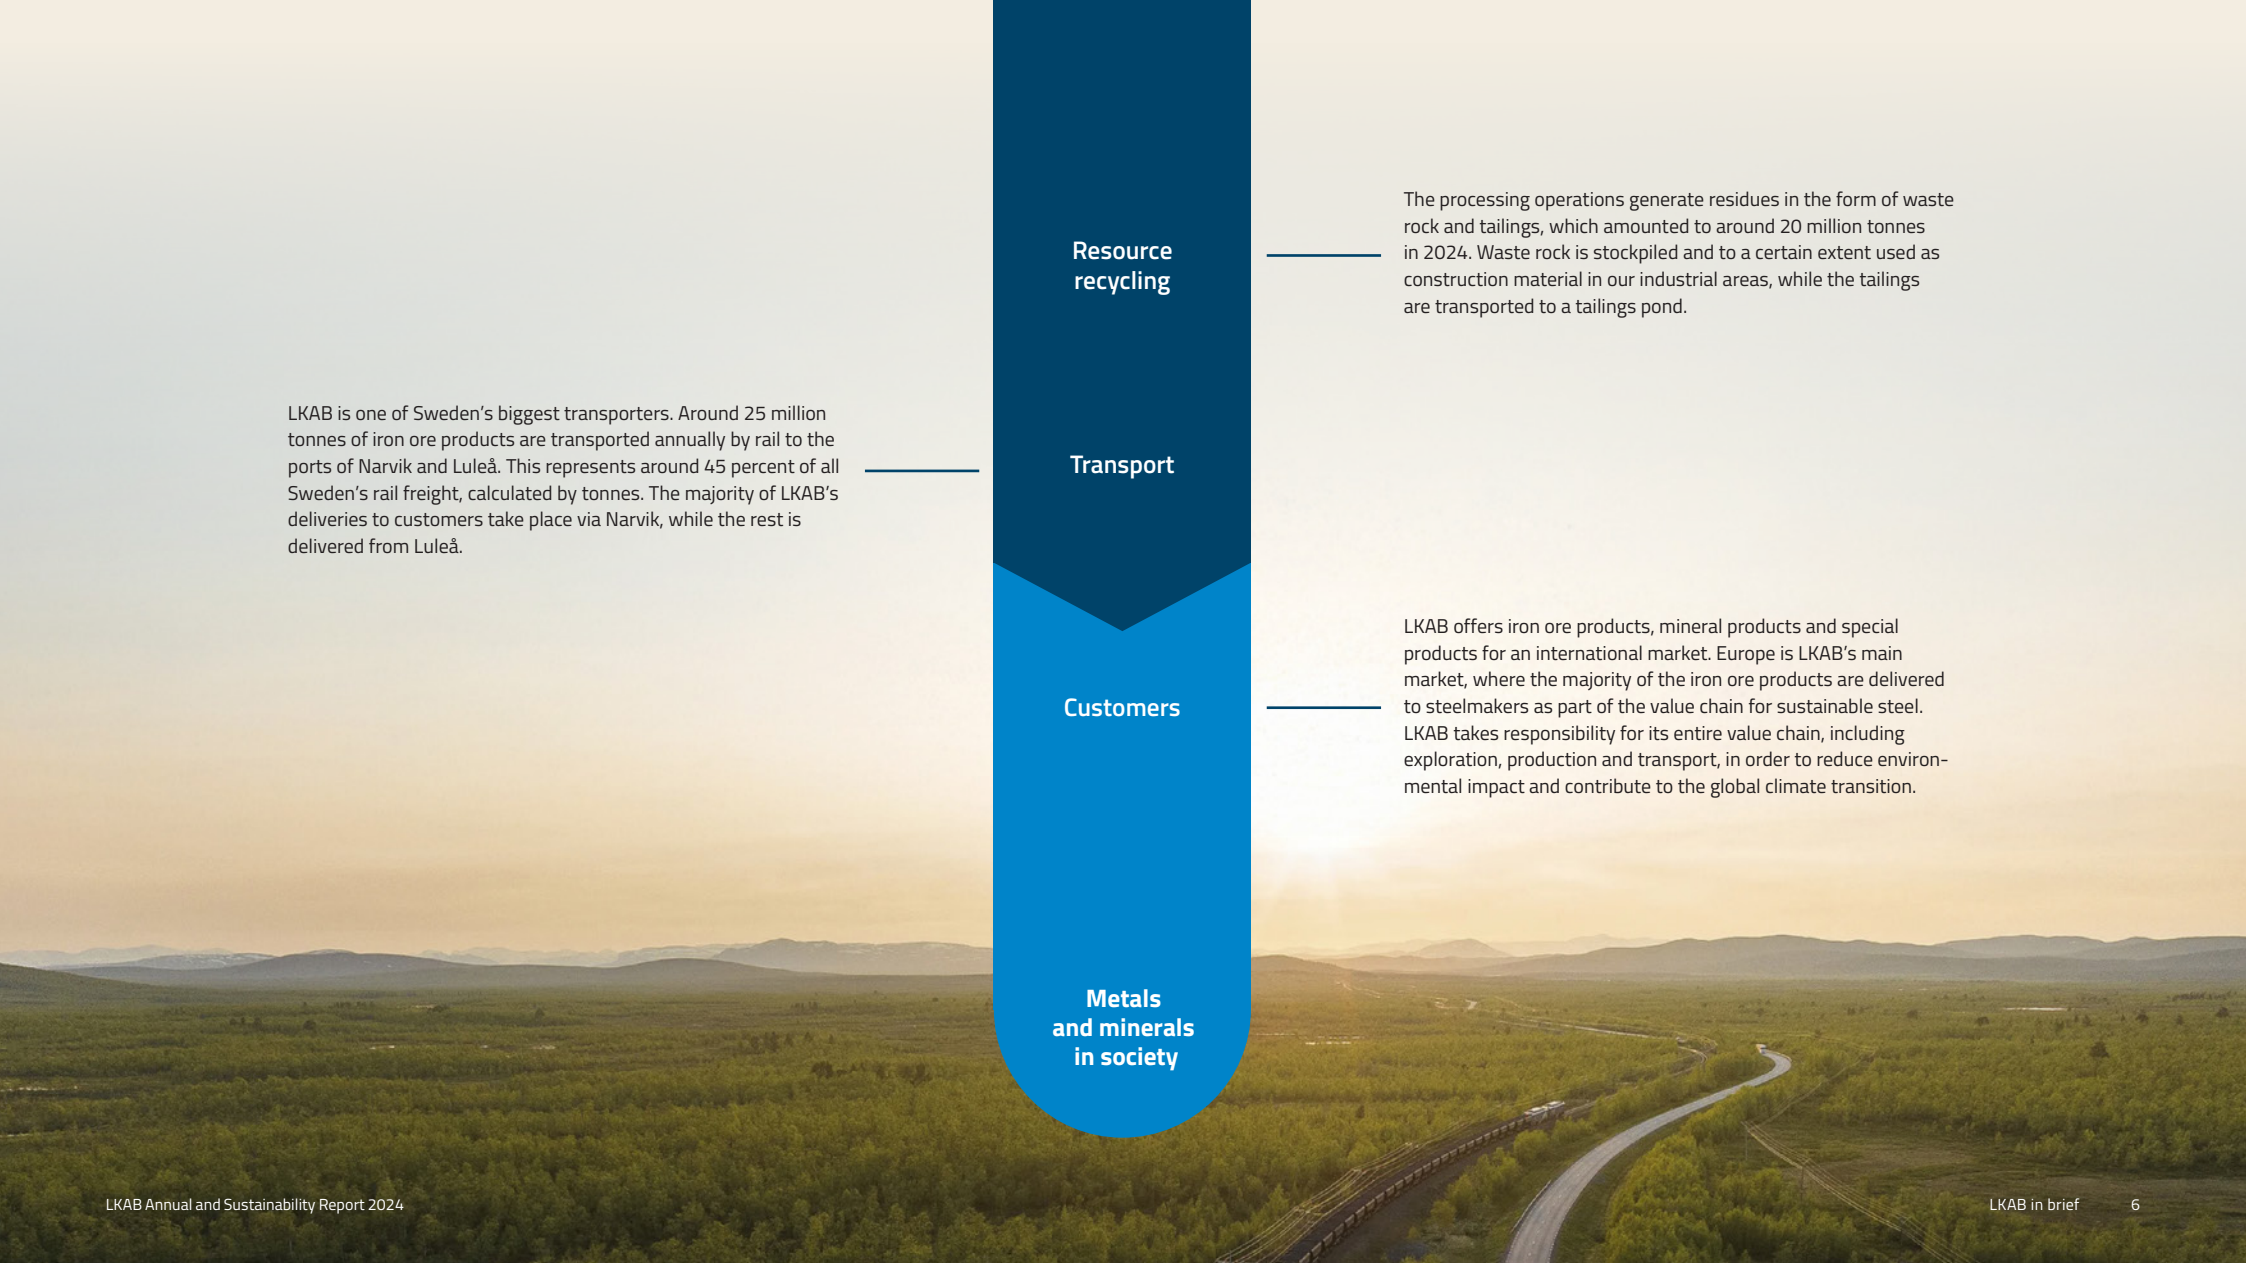 Resource
recycling
The processing operations generate residues in the form of waste
rock and tailings, which amounted to around 20 million tonnes
in 2024. Waste rock is stockpiled and to a certain extent used as
construction material in our industrial areas, while the tailings
are transported to a tailings pond.
LKAB is one of Sweden’s biggest transporters. Around 25 million
tonnes of iron ore products are transported annually by rail to the
ports of Narvik and Luleå. This represents around 45 percent of all
Sweden’s rail freight, calculated by tonnes. The majority of LKAB’s
deliveries to customers take place via Narvik, while the rest is
delivered from Luleå.
Transport
Customers
LKAB offers iron ore products, mineral products and special
products for an international market. Europe is LKAB’s main
market, where the majority of the iron ore products are delivered
to steelmakers as part of the value chain for sustainable steel.
LKAB takes responsibility for its entire value chain, including
exploration, production and transport, in order to reduce environ-
mental impact and contribute to the global climate transition.
Metals
and minerals
in society
LKAB Annual and Sustainability Report 2024
LKAB in brief 6